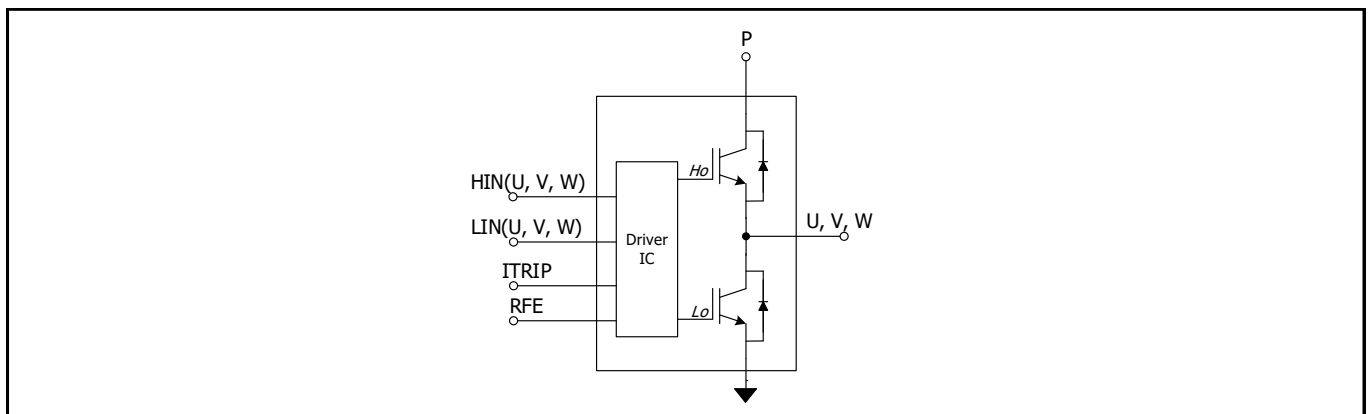 P
Ho
HIN(U, V, W)
LIN(U, V, W)
U, V, W
Driver
IC
ITRIP
RFE
Lo